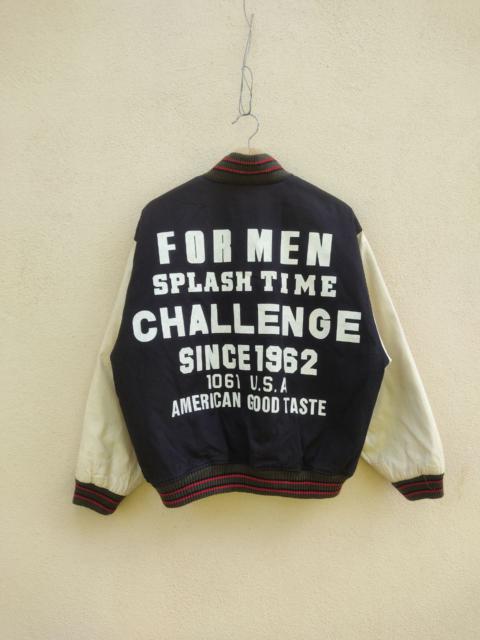 FOR MEN
SPLASH TIME
CHALLENGE
SINCE 1962
1061 U.S.A
AMERICAN GOOD TASTE